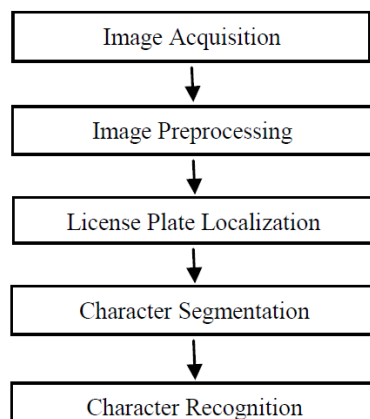 Image Acquisition
Image Preprocessing
License Plate Localization
Character Segmentation
Character Recognition